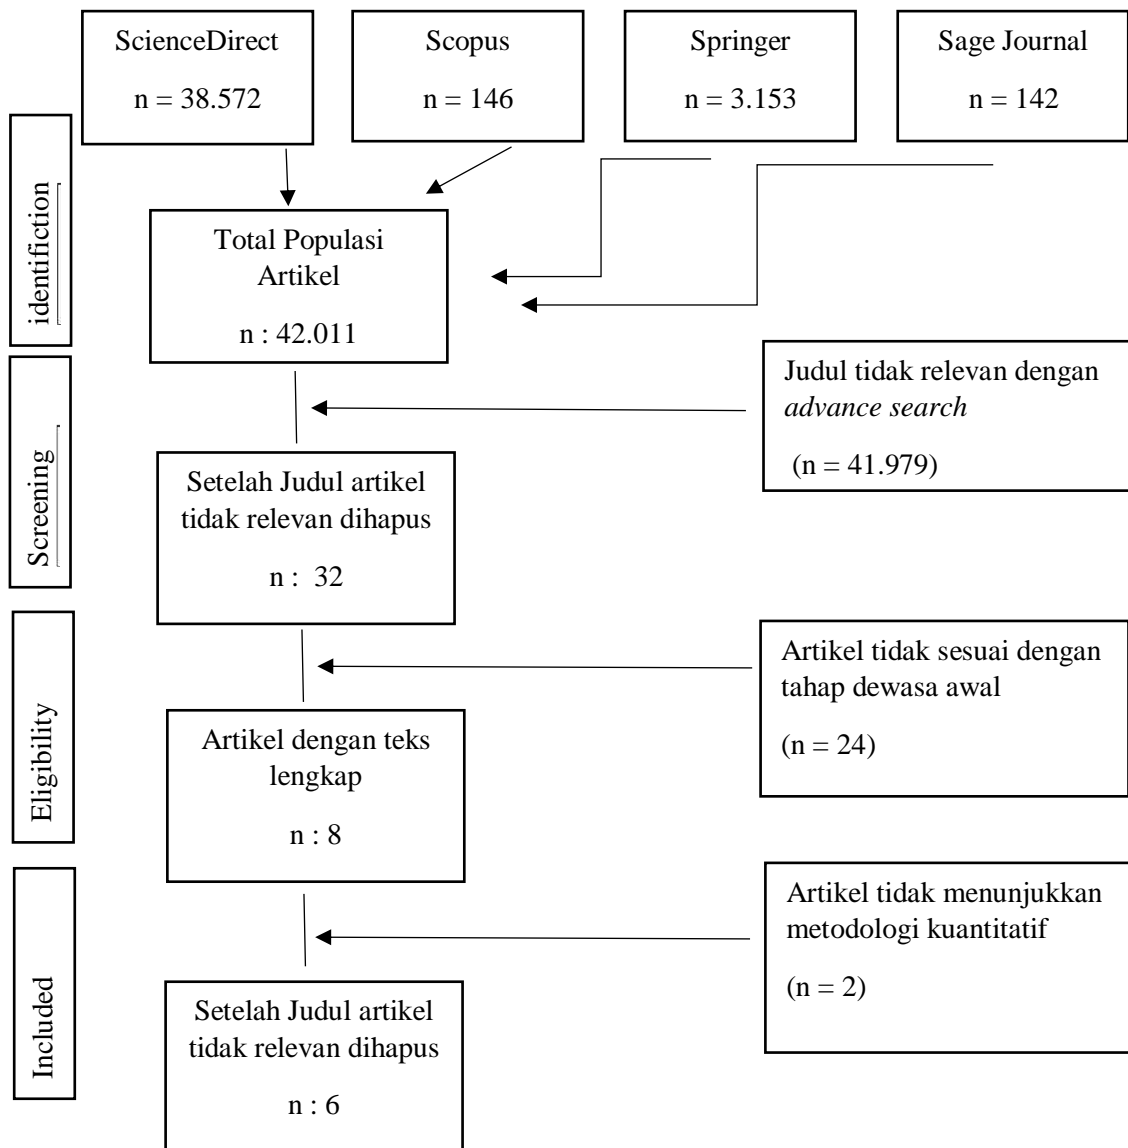 ScienceDirect
n = 38.572
Scopus
n = 146
Springer
n = 3.153
Sage Journal
n = 142
identifiction
Total Populasi
Artikel
n : 42.011
Screening
Judul tidak relevan dengan
advance search
(n = 41.979)
Setelah Judul artikel
tidak relevan dihapus
n : 32
Eligibility
Artikel tidak sesuai dengan
tahap dewasa awal
(n = 24)
Artikel dengan teks
lengkap
n : 8
Included
Artikel tidak menunjukkan
metodologi kuantitatif
(n = 2)
Setelah Judul artikel
tidak relevan dihapus
n : 6